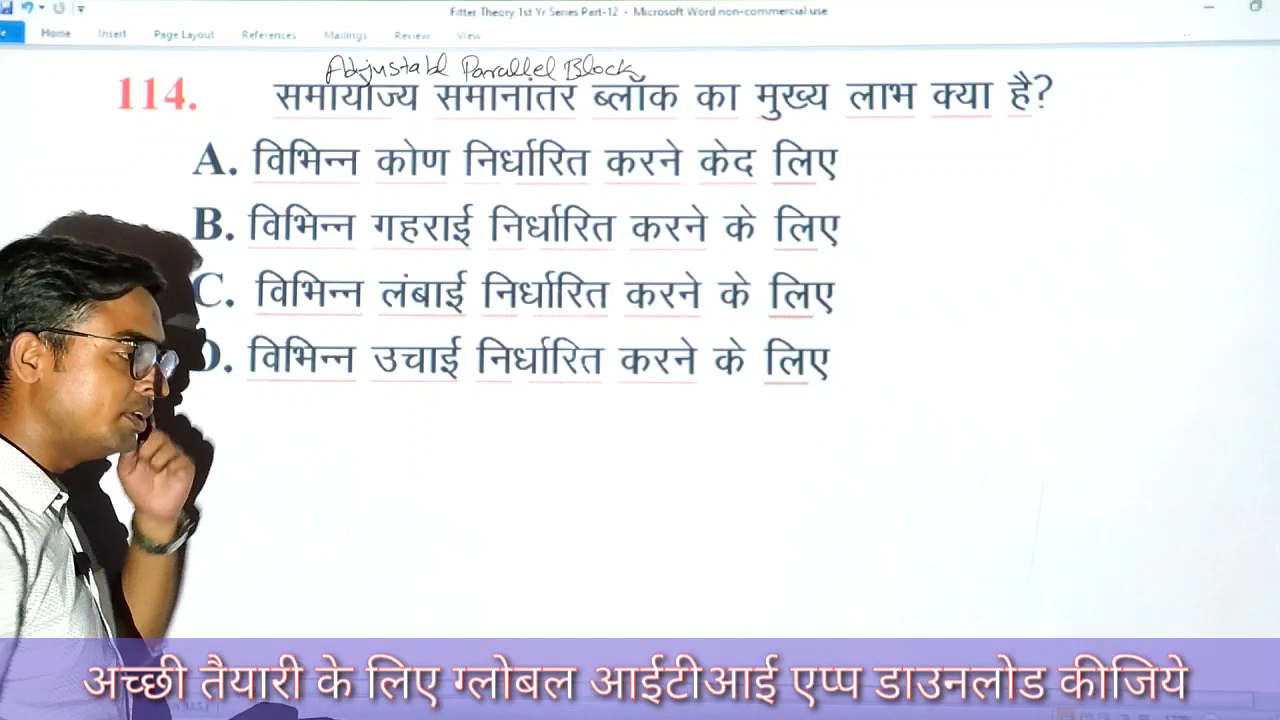 Fitter Theory 1st Yr Series Part-12 - Microsoft Word non-commercial use
Home Insert Page Layout References Mailings Review View
Adjustabl Parallel Block
114. समायोज्य समानांतर ब्लॉक का मुख्य लाभ क्या है?
A. विभिन्न कोण निर्धारित करने केद लिए
B. विभिन्न गहराई निर्धारित करने के लिए
C. विभिन्न लंबाई निर्धारित करने के लिए
D. विभिन्न उचाई निर्धारित करने के लिए
अच्छी तैयारी के लिए ग्लोबल आईटीआई एप्प डाउनलोड कीजिये